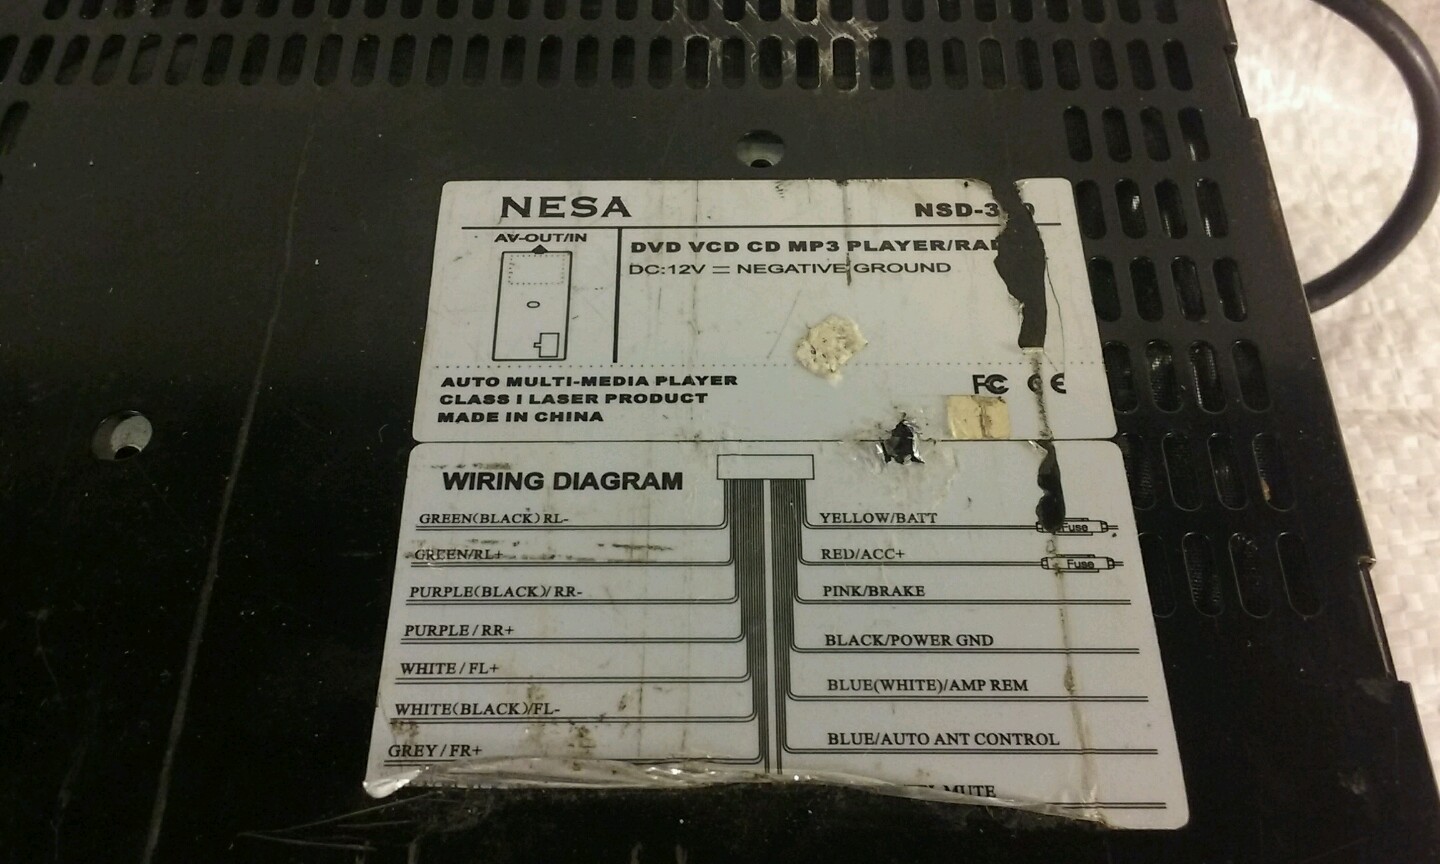 NESA
AV-OUT/IN
DVD VCD CD MP3 PLAYER/
DC:12V ⎓ NEGATIVE GROUND
AUTO MULTI-MEDIA PLAYER
CLASS I LASER PRODUCT
MADE IN CHINA
FC CE
WIRING DIAGRAM
GREEN(BLACK) RL-
GREEN/RL+
PURPLE(BLACK)/ RR-
PURPLE / RR+
WHITE / FL+
WHITE(BLACK)/FL-
GREY / FR+
YELLOW/BATT
Fuse
RED/ACC+
Fuse
PINK/BRAKE
BLACK/POWER GND
BLUE(WHITE)/AMP REM
BLUE/AUTO ANT CONTROL
MUTE